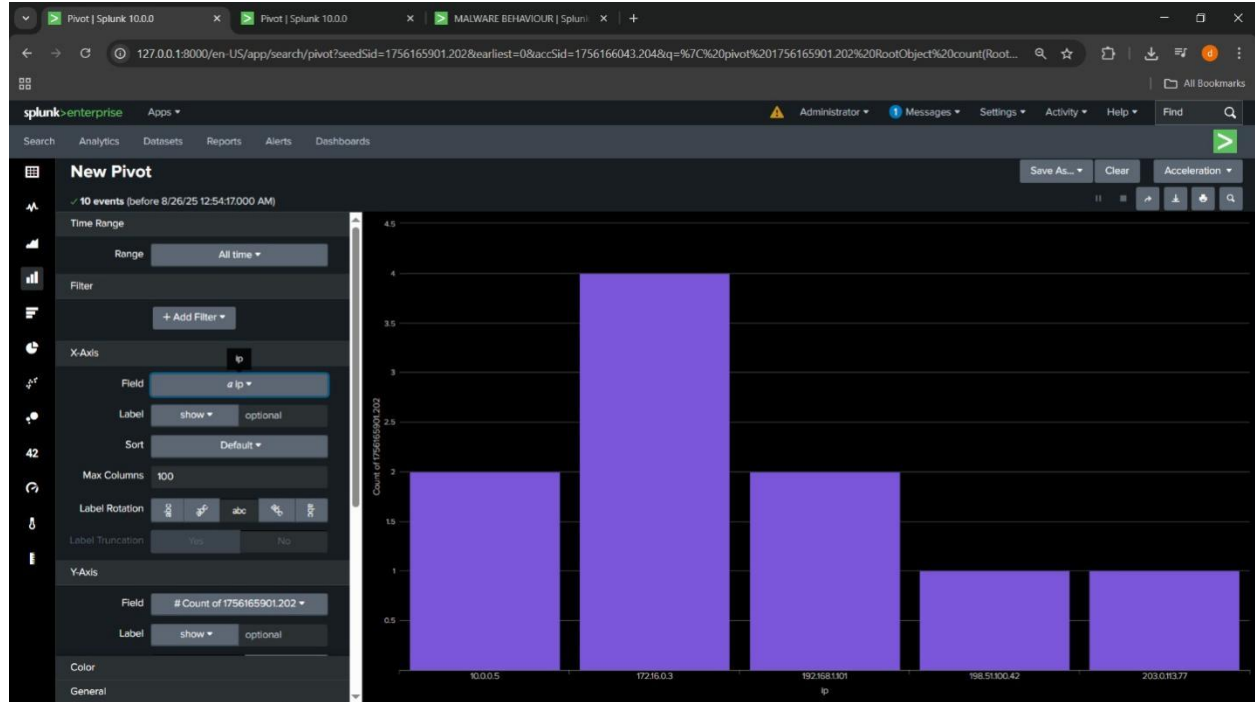 Pivot | Splunk 10.0.0
Pivot | Splunk 10.0.0
MALWARE BEHAVIOUR | Splun
127.0.0.1:8000/en-US/app/search/pivot?seedSid=1756165901.202&earliest=0&accSid=1756166043.204&q=%7C%20pivot%201756165901.202%20RootObject%20count(Root...
d
All Bookmarks
splunk>enterprise Apps
Administrator 1 Messages Settings Activity Help Find
Search Analytics Datasets Reports Alerts Dashboards
New Pivot
Save As... Clear Acceleration
✓ 10 events (before 8/26/25 12:54:17.000 AM)
Time Range
Range All time
Filter
+ Add Filter
X-Axis
ip
Field a ip
Label show optional
Sort Default
Max Columns 100
Label Rotation abc abc abc abc abc
Label Truncation Yes No
Y-Axis
Field # Count of 1756165901.202
Label show optional
Color
General
42
4.5
4
3.5
3
2.5
2
1.5
1
0.5
Count of 1756165901.202
10.0.0.5 172.16.0.3 192.168.1.101 198.51.100.42 203.0.113.77
ip